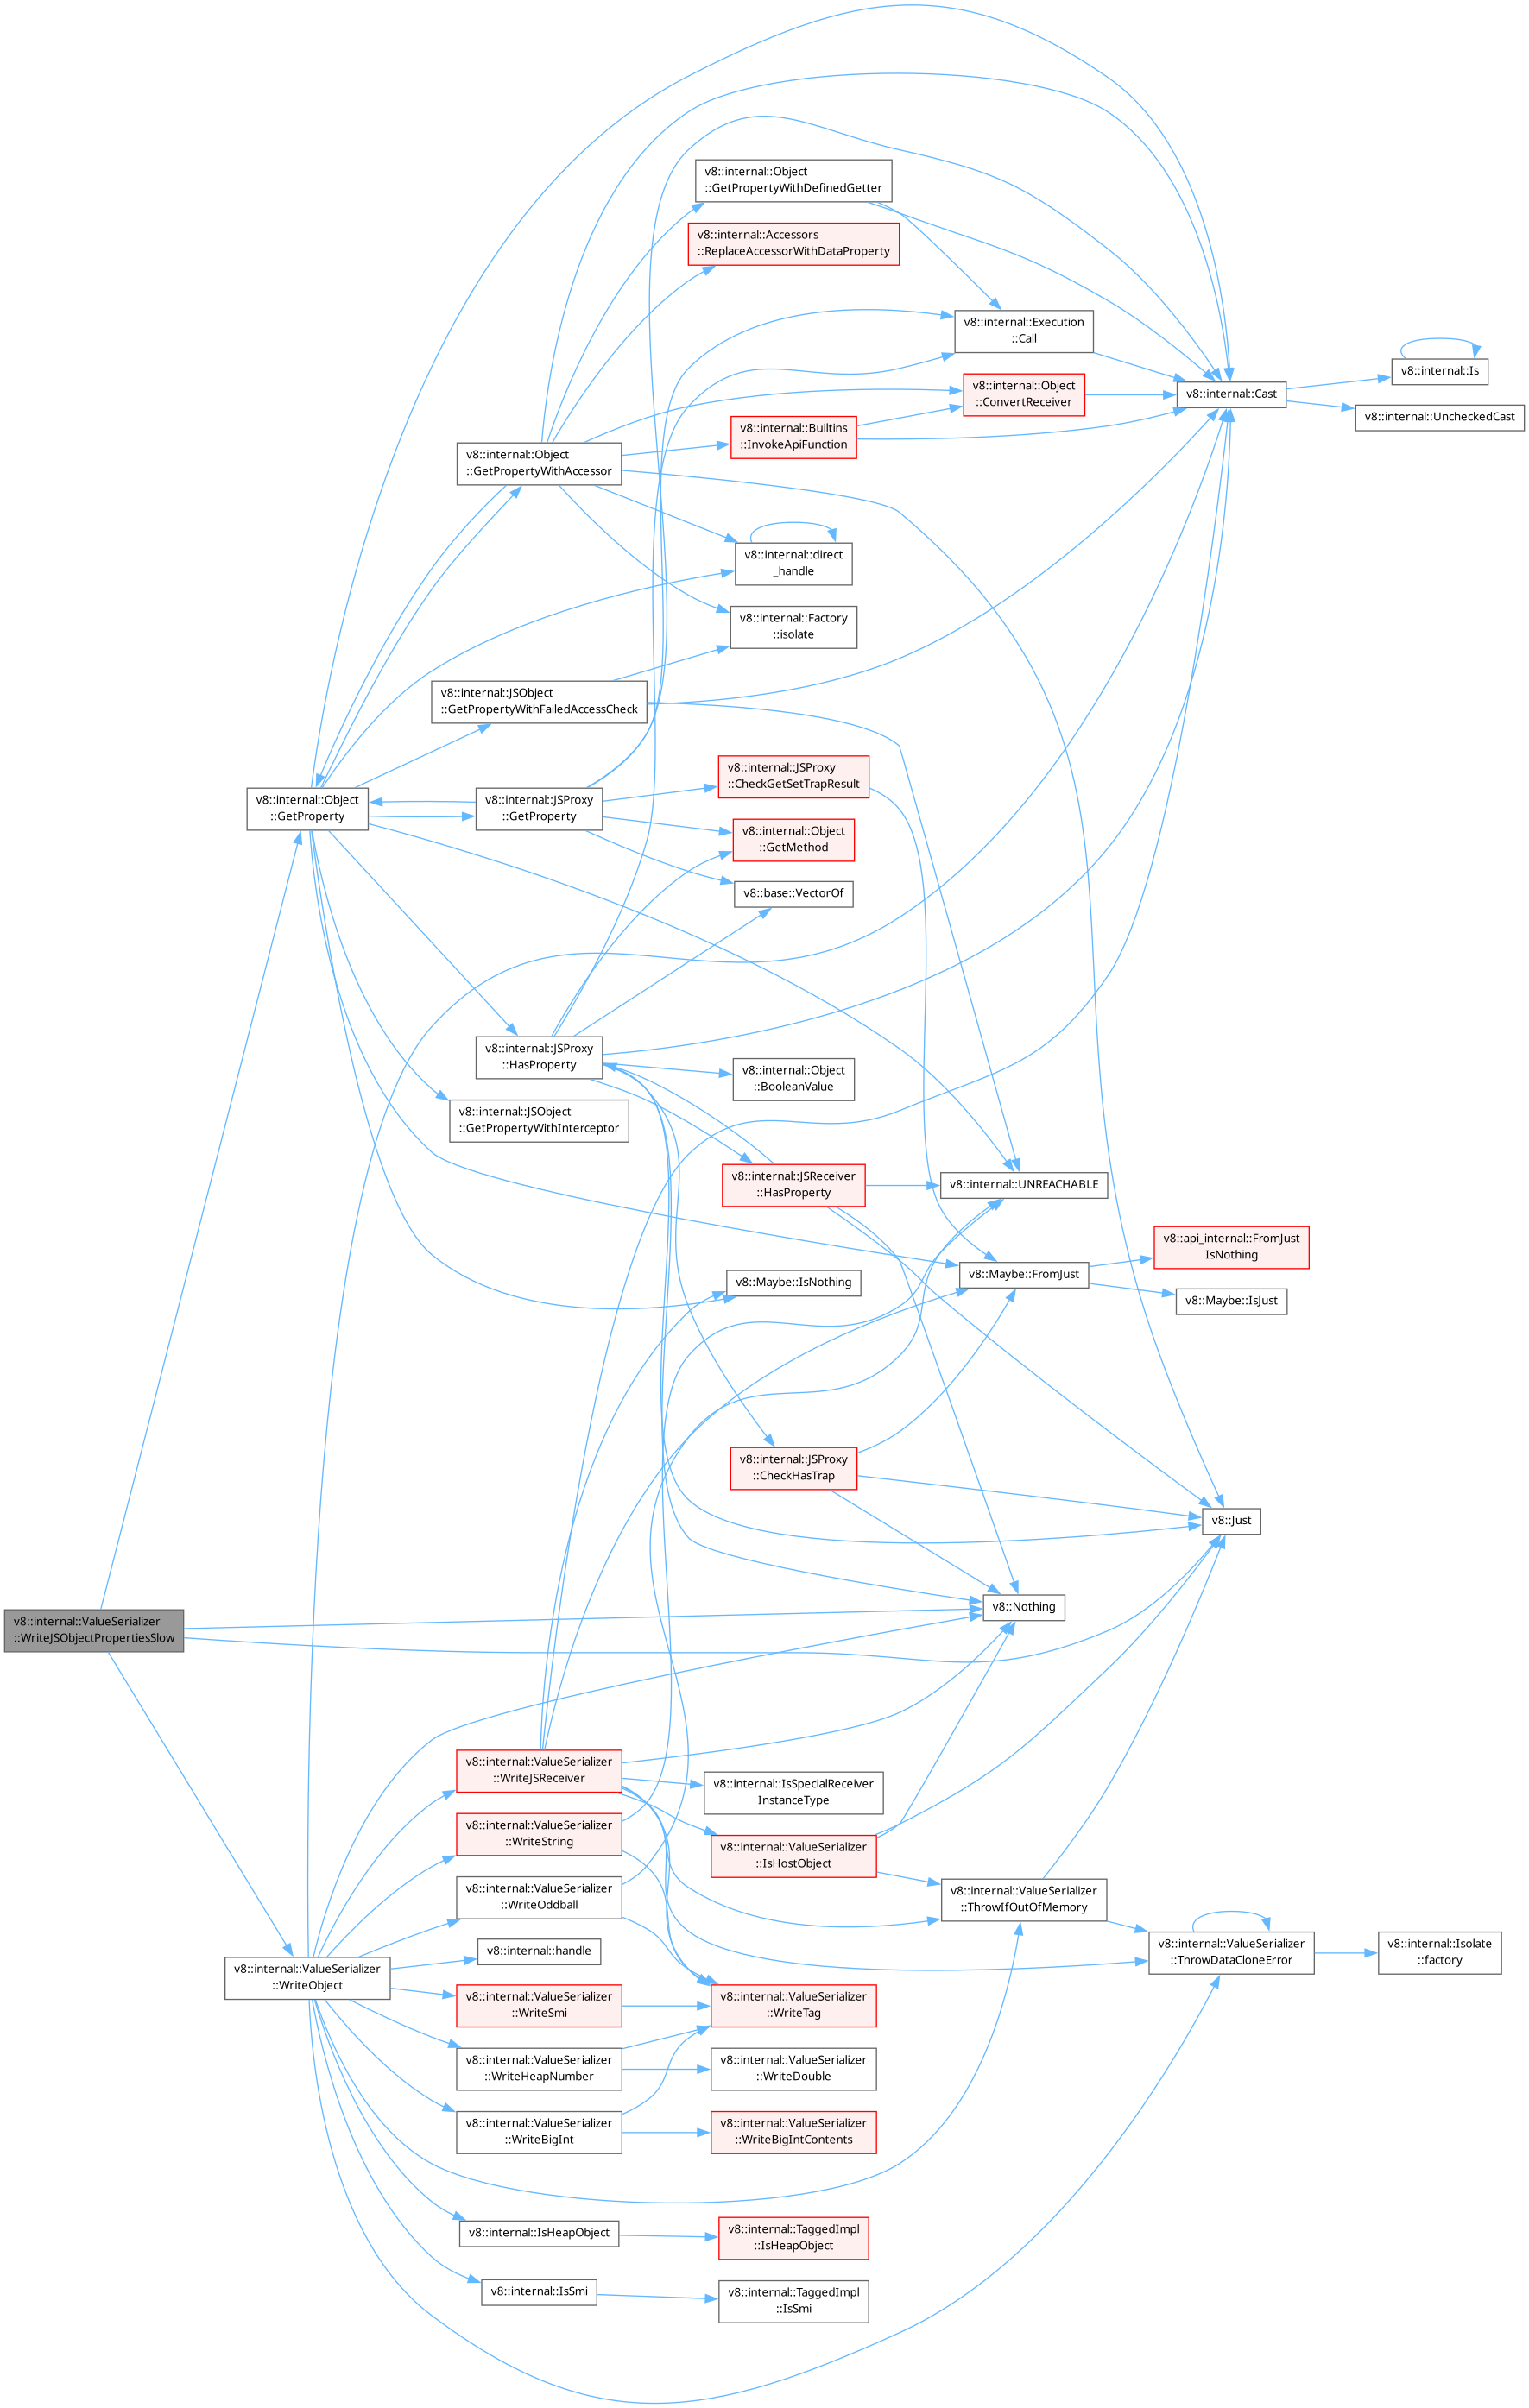 v8::internal::Object
::GetPropertyWithDefinedGetter
v8::internal::Accessors
::ReplaceAccessorWithDataProperty
v8::internal::Execution
::Call
v8::internal::Is
v8::internal::Object
::ConvertReceiver
v8::internal::Cast
v8::internal::UncheckedCast
v8::internal::Builtins
::InvokeApiFunction
v8::internal::Object
::GetPropertyWithAccessor
v8::internal::direct
_handle
v8::internal::Factory
::isolate
v8::internal::JSObject
::GetPropertyWithFailedAccessCheck
v8::internal::JSProxy
::CheckGetSetTrapResult
v8::internal::Object
::GetProperty
v8::internal::JSProxy
::GetProperty
v8::internal::Object
::GetMethod
v8::base::VectorOf
v8::internal::JSProxy
::HasProperty
v8::internal::Object
::BooleanValue
v8::internal::JSObject
::GetPropertyWithInterceptor
v8::internal::JSReceiver
::HasProperty
v8::internal::UNREACHABLE
v8::Maybe::IsNothing
v8::Maybe::FromJust
v8::api_internal::FromJust
IsNothing
v8::Maybe::IsJust
v8::internal::JSProxy
::CheckHasTrap
v8::Just
v8::Nothing
v8::internal::ValueSerializer
::WriteJSObjectPropertiesSlow
v8::internal::ValueSerializer
::WriteJSReceiver
v8::internal::IsSpecialReceiver
InstanceType
v8::internal::ValueSerializer
::WriteString
v8::internal::ValueSerializer
::IsHostObject
v8::internal::ValueSerializer
::WriteOddball
v8::internal::ValueSerializer
::ThrowIfOutOfMemory
v8::internal::handle
v8::internal::ValueSerializer
::ThrowDataCloneError
v8::internal::Isolate
::factory
v8::internal::ValueSerializer
::WriteObject
v8::internal::ValueSerializer
::WriteSmi
v8::internal::ValueSerializer
::WriteTag
v8::internal::ValueSerializer
::WriteHeapNumber
v8::internal::ValueSerializer
::WriteDouble
v8::internal::ValueSerializer
::WriteBigInt
v8::internal::ValueSerializer
::WriteBigIntContents
v8::internal::IsHeapObject
v8::internal::TaggedImpl
::IsHeapObject
v8::internal::IsSmi
v8::internal::TaggedImpl
::IsSmi